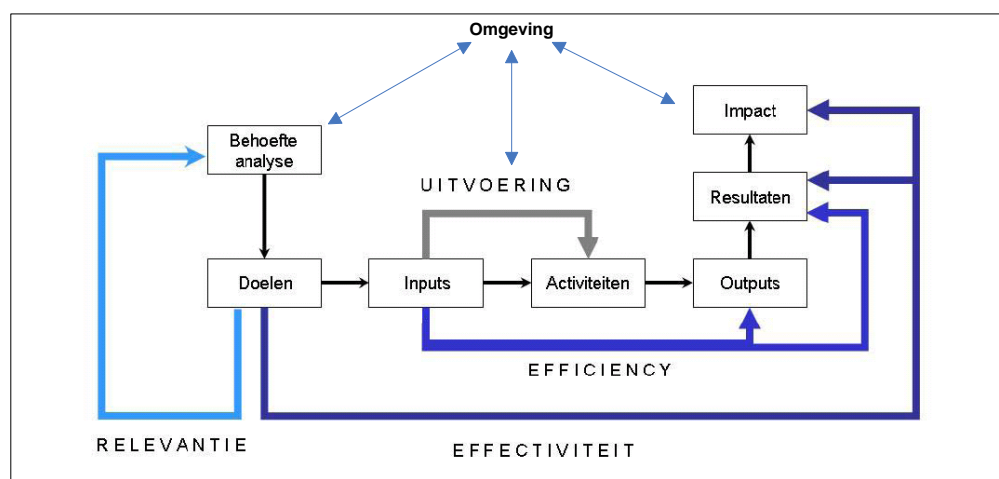 Omgeving
Impact
Behoefte
analyse
UITVOERING
Resultaten
Doelen
Inputs
Activiteiten
Outputs
EFFICIENCY
RELEVANTIE
EFFECTIVITEIT